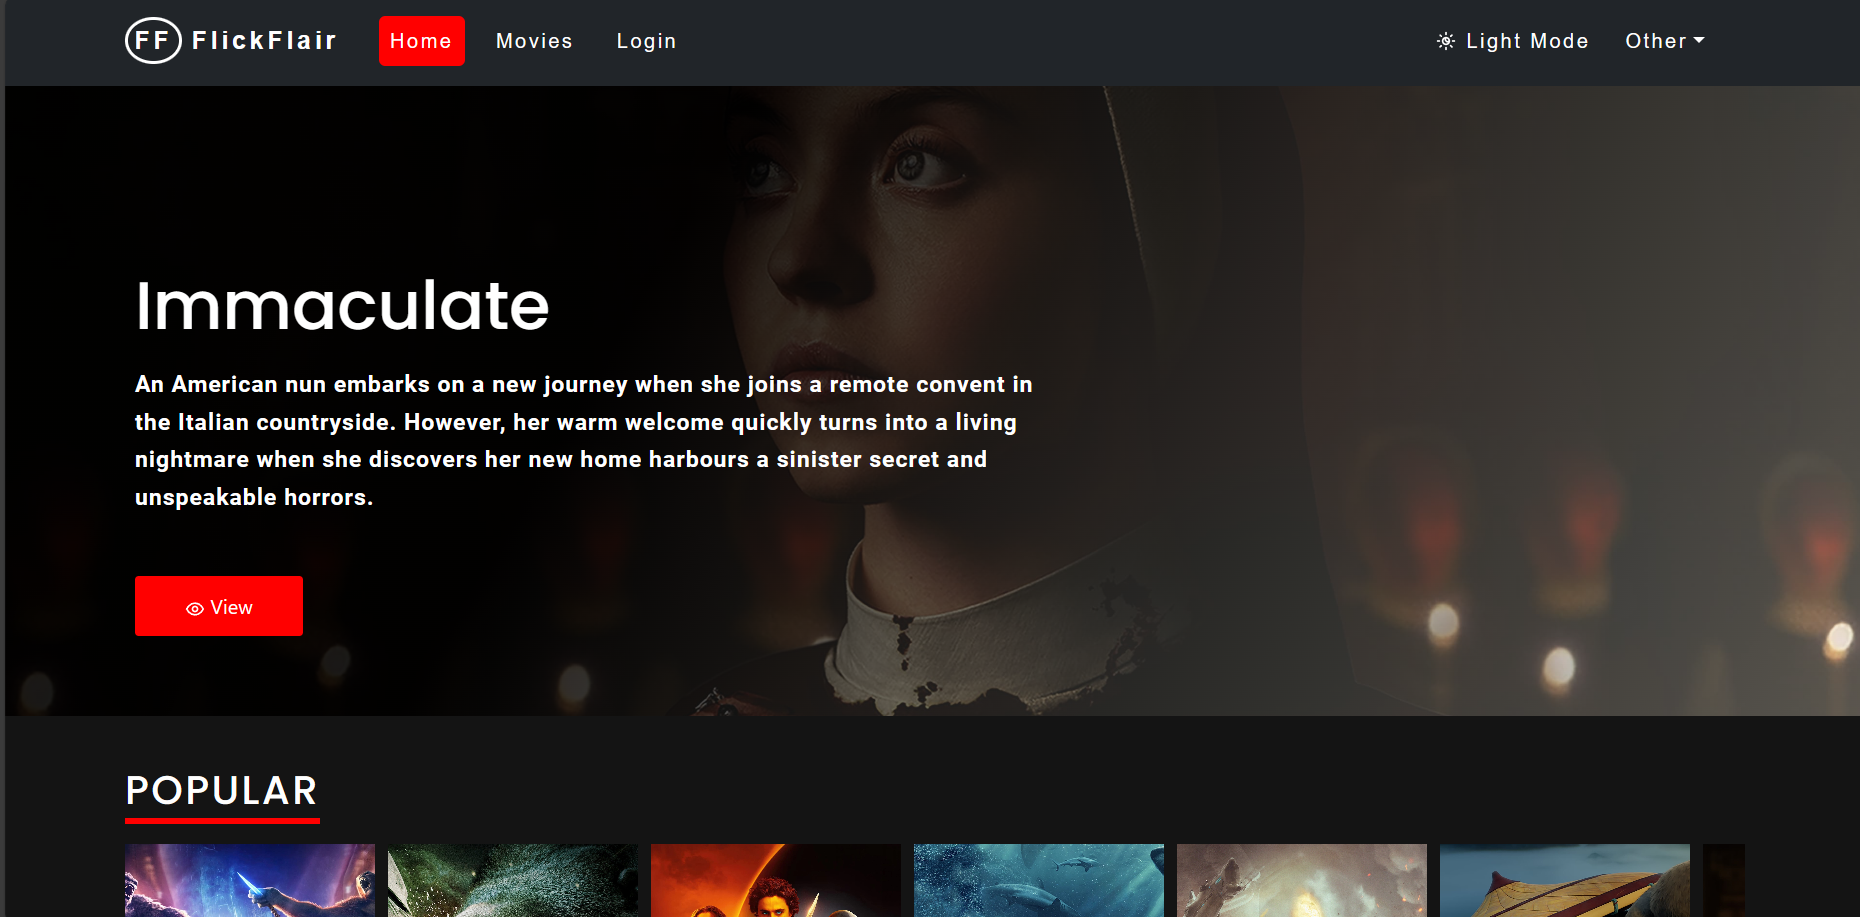 FF FlickFlair Home Movies Login Light Mode Other
Immaculate
An American nun embarks on a new journey when she joins a remote convent in
the Italian countryside. However, her warm welcome quickly turns into a living
nightmare when she discovers her new home harbours a sinister secret and
unspeakable horrors.
View
POPULAR